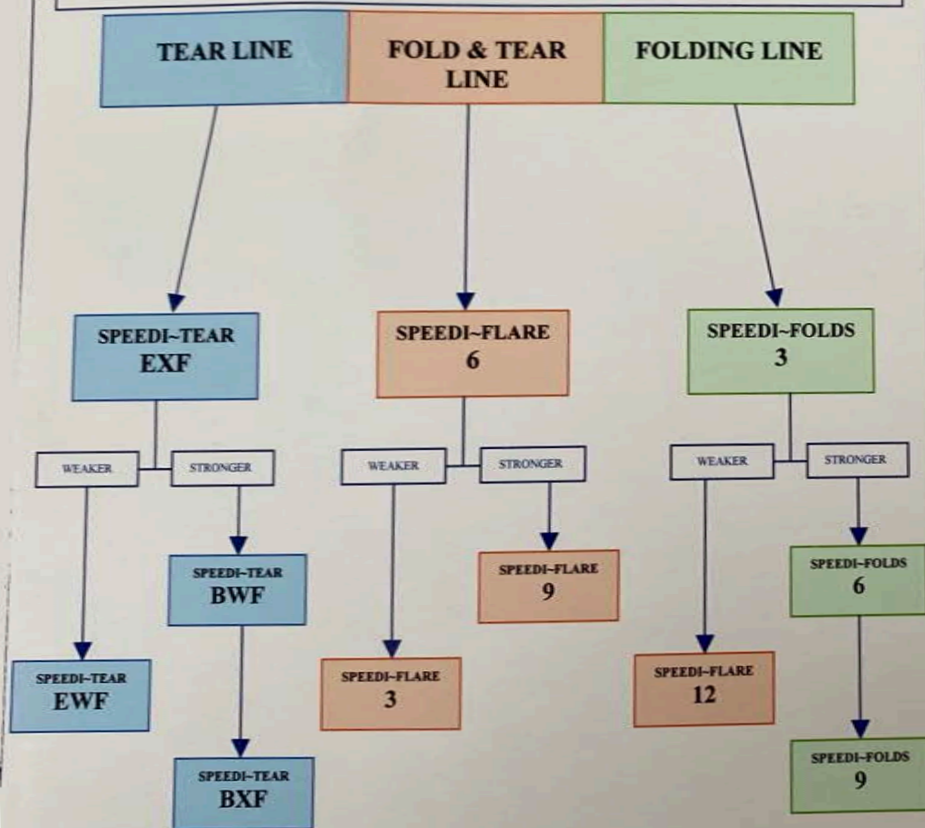 TEAR LINE
FOLD & TEAR
LINE
FOLDING LINE
SPEEDI~TEAR
EXF
SPEEDI~FLARE
6
SPEEDI~FOLDS
3
WEAKER
STRONGER
WEAKER
STRONGER
WEAKER
STRONGER
SPEEDI~TEAR
BWF
SPEEDI~FLARE
9
SPEEDI~FOLDS
6
SPEEDI~TEAR
EWF
SPEEDI~FLARE
3
SPEEDI~FLARE
12
SPEEDI~TEAR
BXF
SPEEDI~FOLDS
9